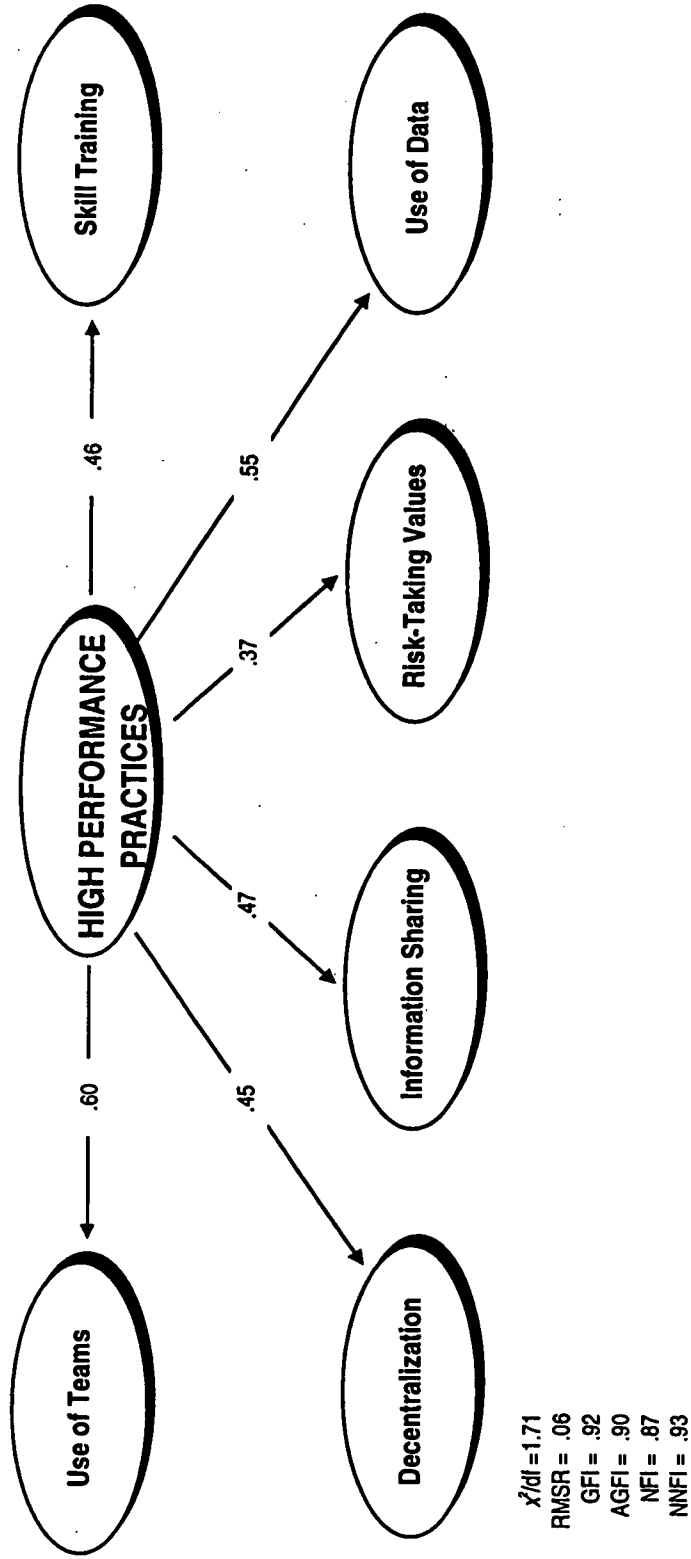 Use of Teams
.60
HIGH PERFORMANCE
PRACTICES
.46
Skill Training
.45
.47
.37
.55
Decentralization
Information Sharing
Risk-Taking Values
Use of Data
χ²/df =1.71
RMSR = .06
GFI = .92
AGFI = .90
NFI = .87
NNFI = .93